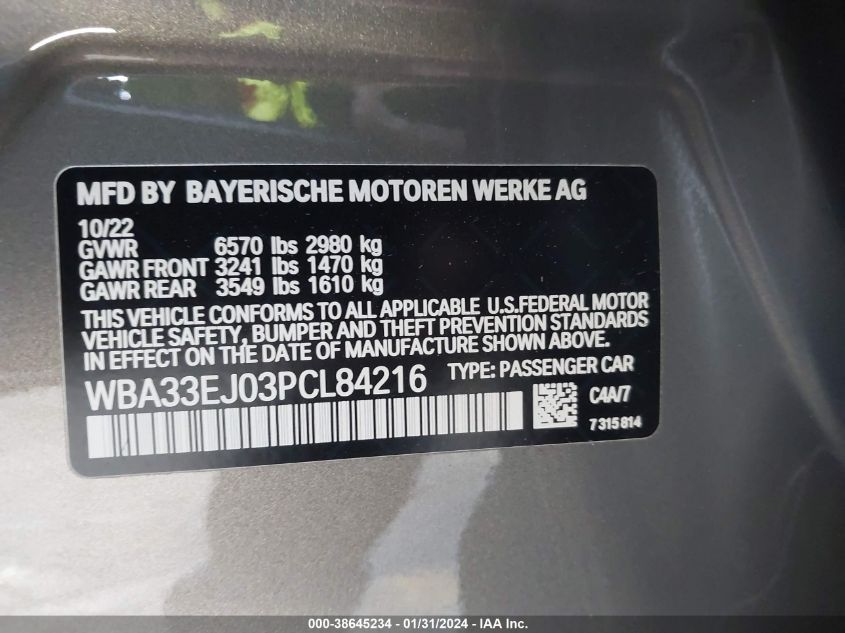 MFD BY BAYERISCHE MOTOREN WERKE AG
10/22
GVWR 6570 lbs 2980 kg
GAWR FRONT 3241 lbs 1470 kg
GAWR REAR 3549 lbs 1610 kg
THIS VEHICLE CONFORMS TO ALL APPLICABLE U.S.FEDERAL MOTOR
VEHICLE SAFETY, BUMPER AND THEFT PREVENTION STANDARDS
IN EFFECT ON THE DATE OF MANUFACTURE SHOWN ABOVE.
WBA33EJ03PCL84216 TYPE: PASSENGER CAR
C4A/7
7 315 814
000-38645234 - 01/31/2024 - IAA Inc.